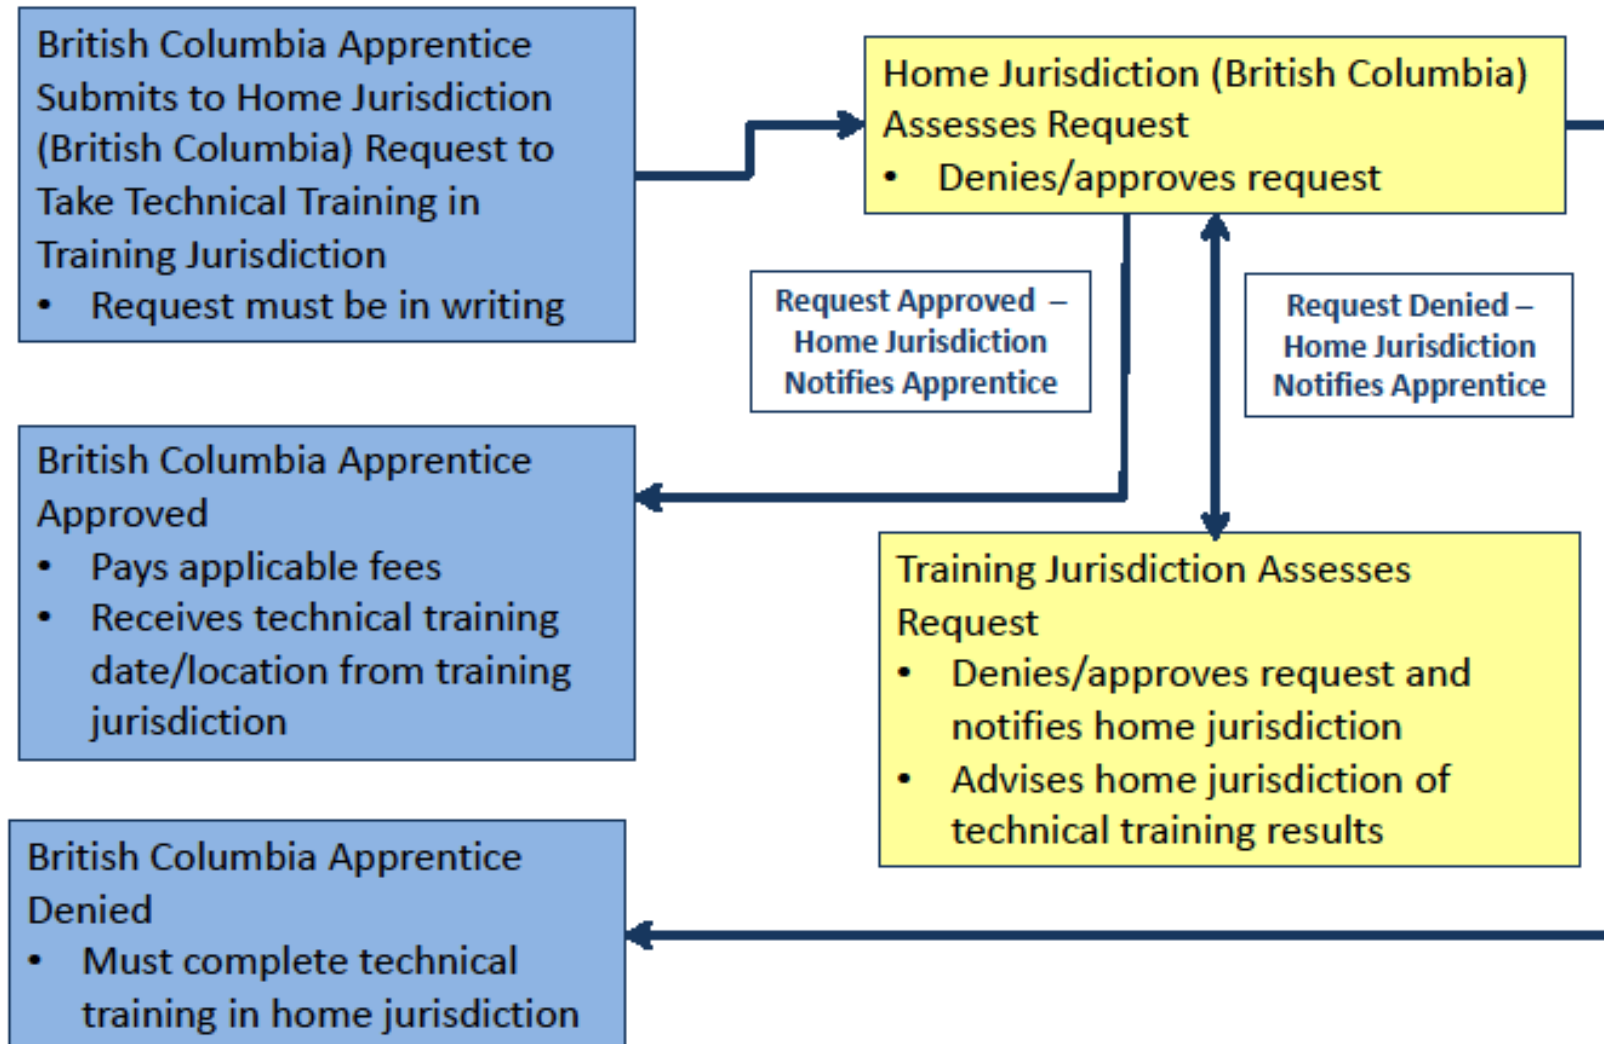 British Columbia Apprentice
Submits to Home Jurisdiction
(British Columbia) Request to
Take Technical Training in
Training Jurisdiction
• Request must be in writing
Home Jurisdiction (British Columbia)
Assesses Request
• Denies/approves request
Request Approved –
Home Jurisdiction
Notifies Apprentice
Request Denied –
Home Jurisdiction
Notifies Apprentice
British Columbia Apprentice
Approved
• Pays applicable fees
• Receives technical training
date/location from training
jurisdiction
Training Jurisdiction Assesses
Request
• Denies/approves request and
notifies home jurisdiction
• Advises home jurisdiction of
technical training results
British Columbia Apprentice
Denied
• Must complete technical
training in home jurisdiction